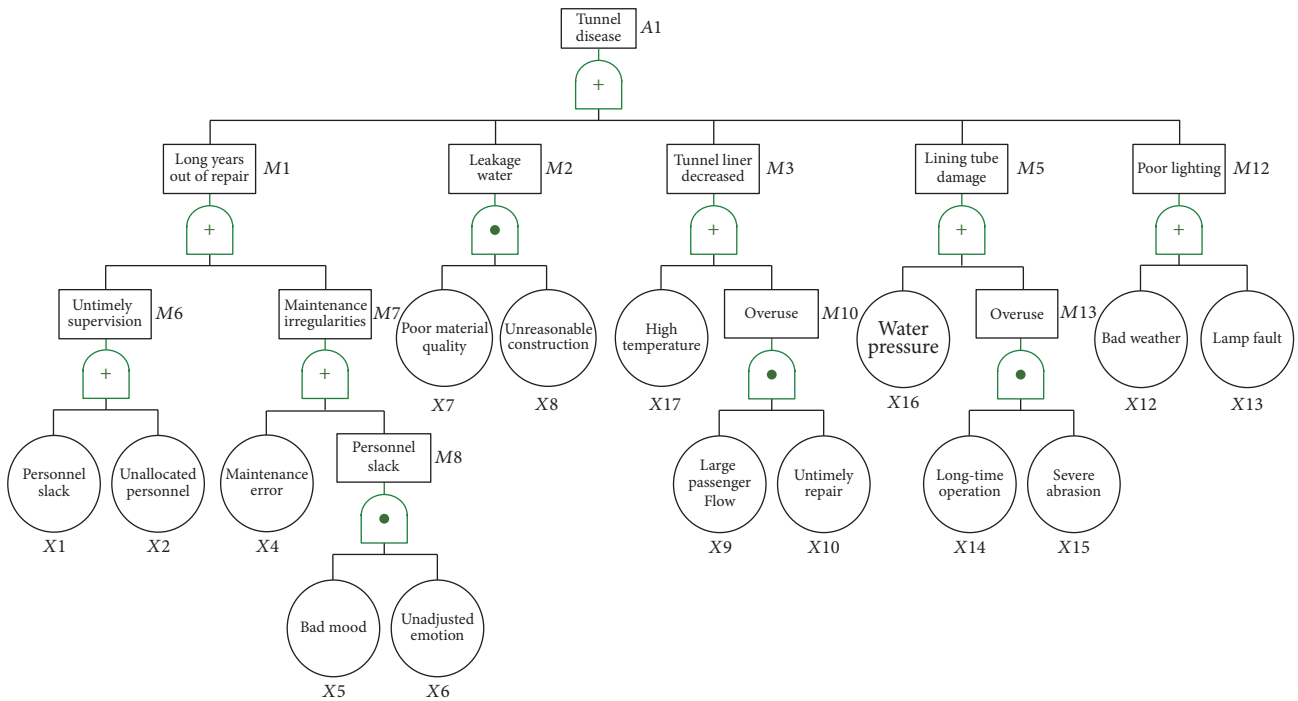 Tunnel
disease
A1
+
Long years
out of repair
M1
Leakage
water
M2
Tunnel liner
decreased
M3
Lining tube
damage
M5
Poor lighting
M12
+
+
+
+
Untimely
supervision
M6
Maintenance
irregularities
M7
Poor material
quality
X7
Unreasonable
construction
X8
High
temperature
X17
Overuse
M10
Water
pressure
X16
Overuse
M13
Bad weather
X12
Lamp fault
X13
+
+
Personnel
slack
X1
Unallocated
personnel
X2
Maintenance
error
X4
Personnel
slack
M8
Large
passenger
Flow
X9
Untimely
repair
X10
Long-time
operation
X14
Severe
abrasion
X15
Bad mood
X5
Unadjusted
emotion
X6